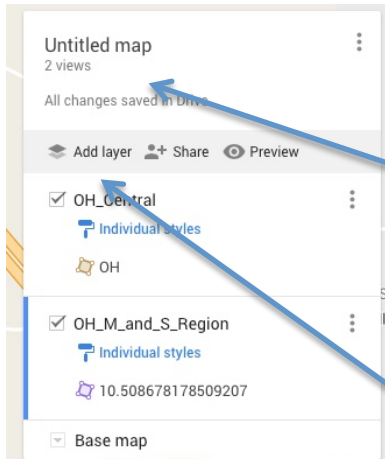 Untitled map
2 views
All changes saved in Drive
Add layer Share Preview
OH_Central
Individual styles
OH
OH_M_and_S_Region
Individual styles
10.508678178509207
Base map